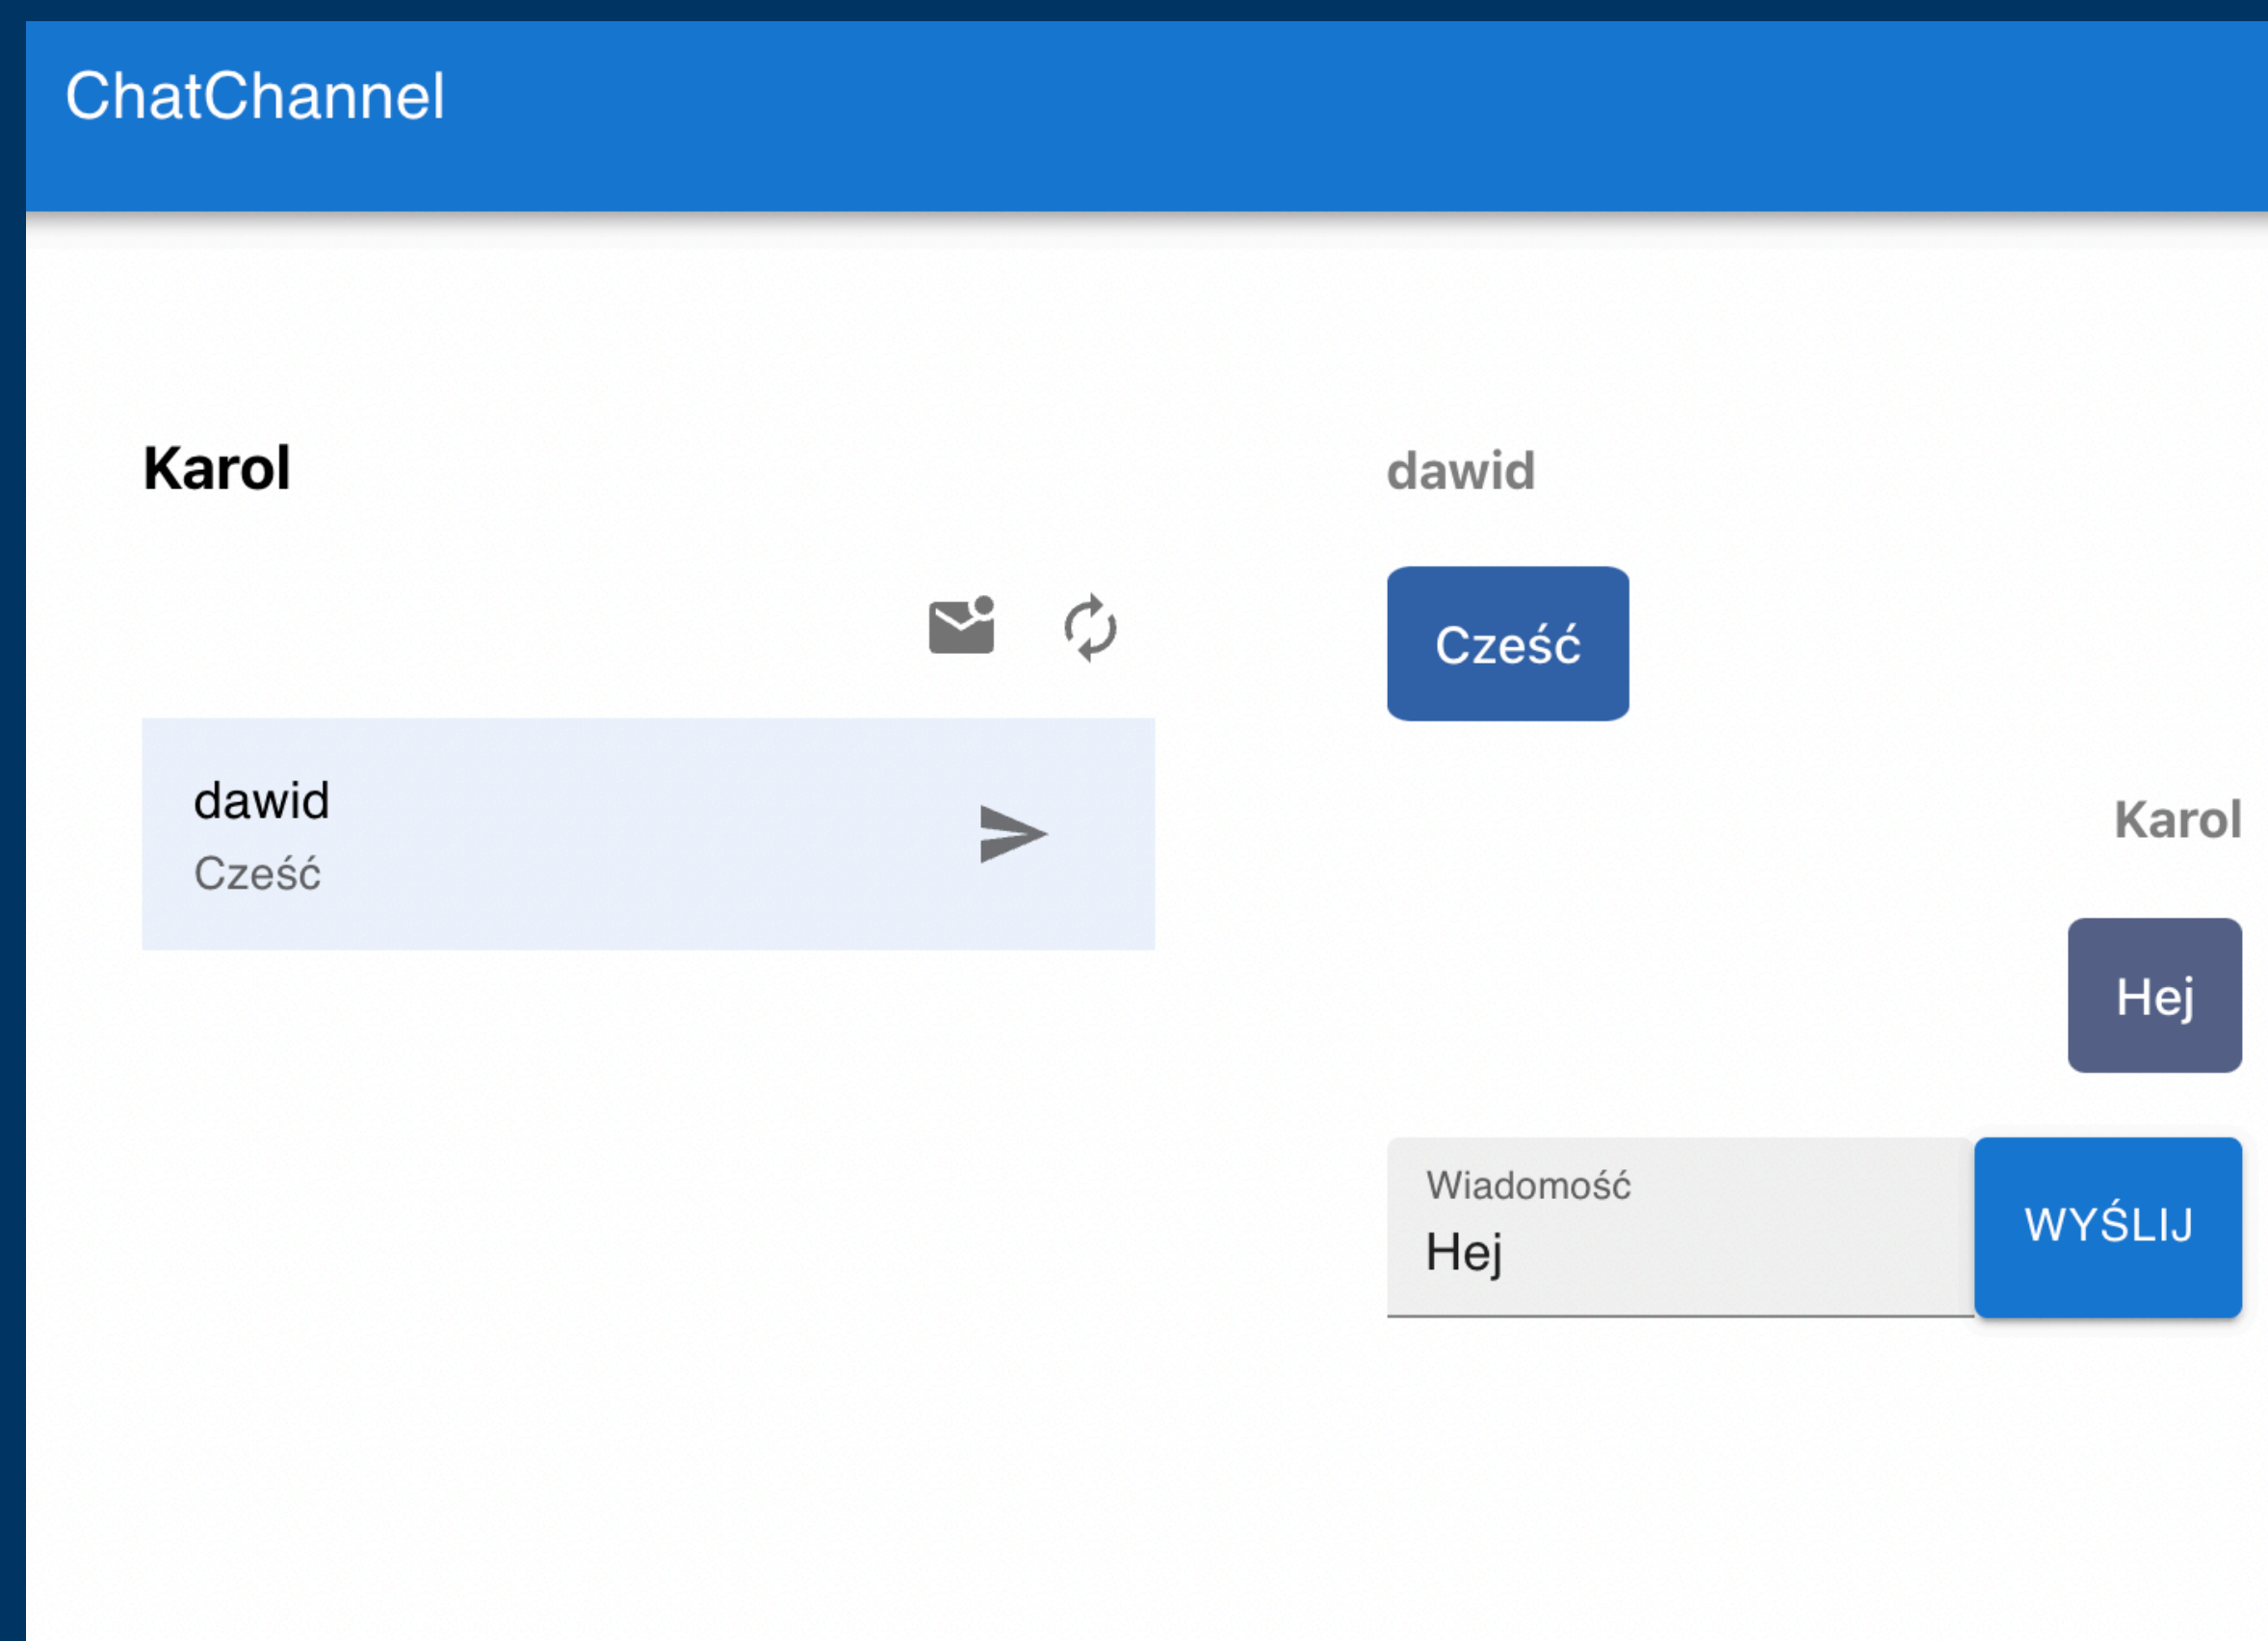 ChatChannel
Karol
dawid
Cześć
dawid
Cześć
Karol
Hej
Wiadomość
Hej
WYŚLIJ